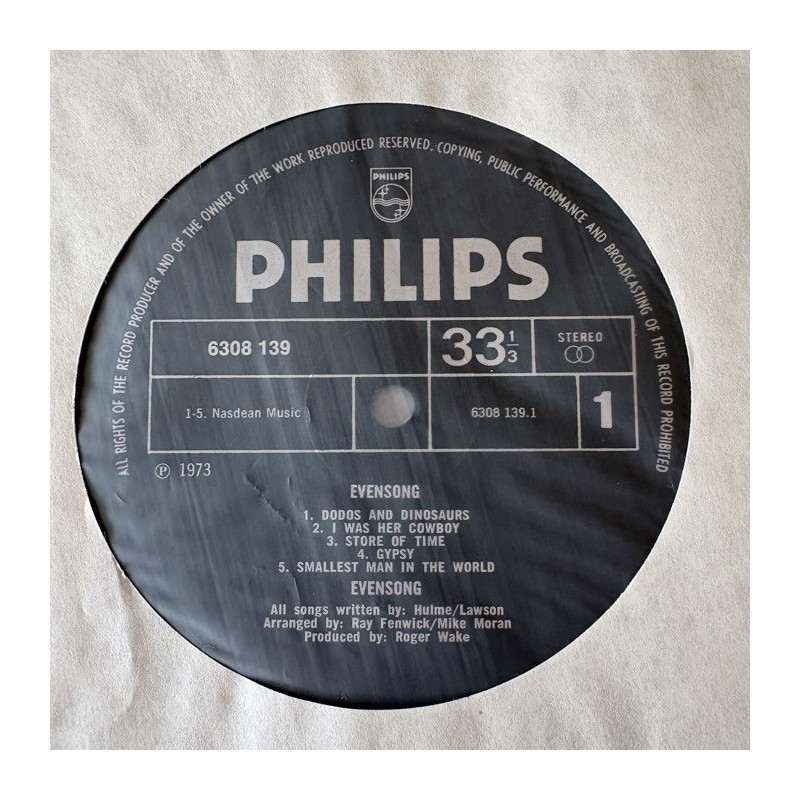 ALL RIGHTS OF THE RECORD PRODUCER AND OF THE OWNER OF THE WORK REPRODUCED RESERVED. COPYING, PUBLIC PERFORMANCE AND BROADCASTING OF THIS RECORD PROHIBITED
PHILIPS
PHILIPS
6308 139
33 1/3
STEREO
1-5. Nasdean Music
6308 139.1
1
Ⓟ 1973
EVENSONG
1. DODOS AND DINOSAURS
2. I WAS HER COWBOY
3. STORE OF TIME
4. GYPSY
5. SMALLEST MAN IN THE WORLD
EVENSONG
All songs written by: Hulme/Lawson
Arranged by: Ray Fenwick/Mike Moran
Produced by: Roger Wake